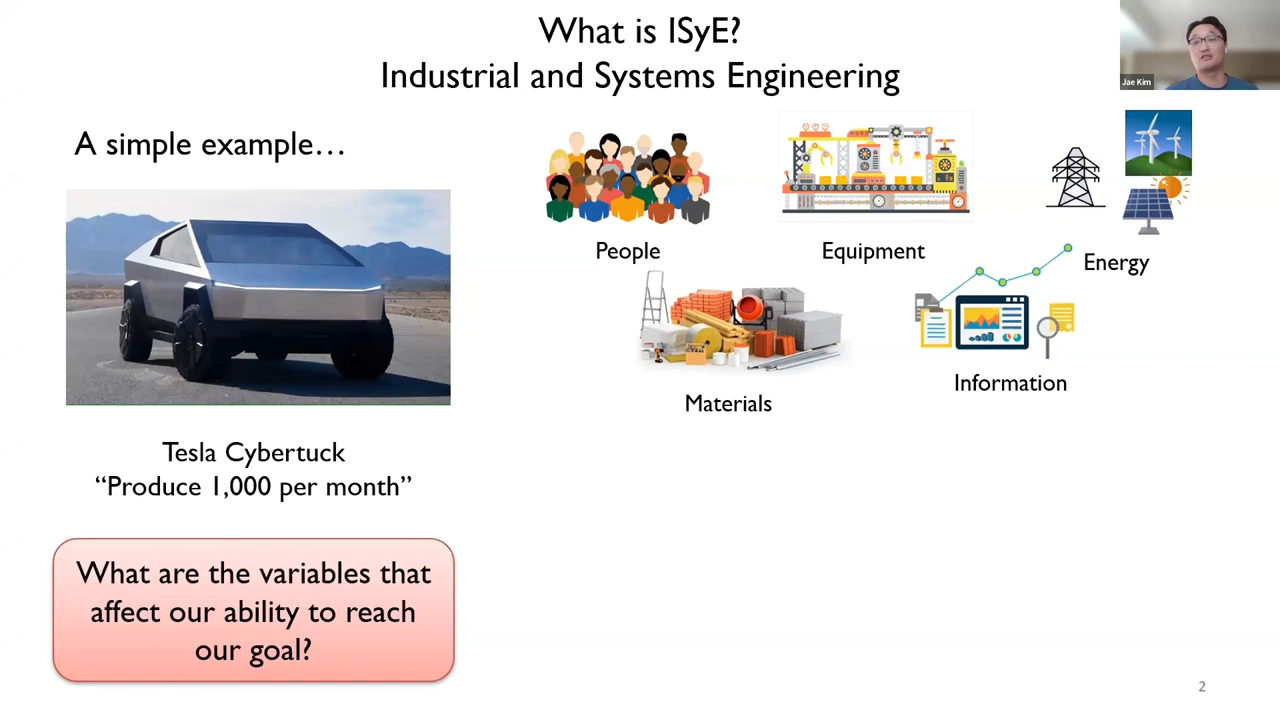 What is ISyE?
Industrial and Systems Engineering
Jae Kim
A simple example…
People
Equipment
Energy
Materials
Information
Tesla Cybertuck
“Produce 1,000 per month”
What are the variables that
affect our ability to reach
our goal?
2